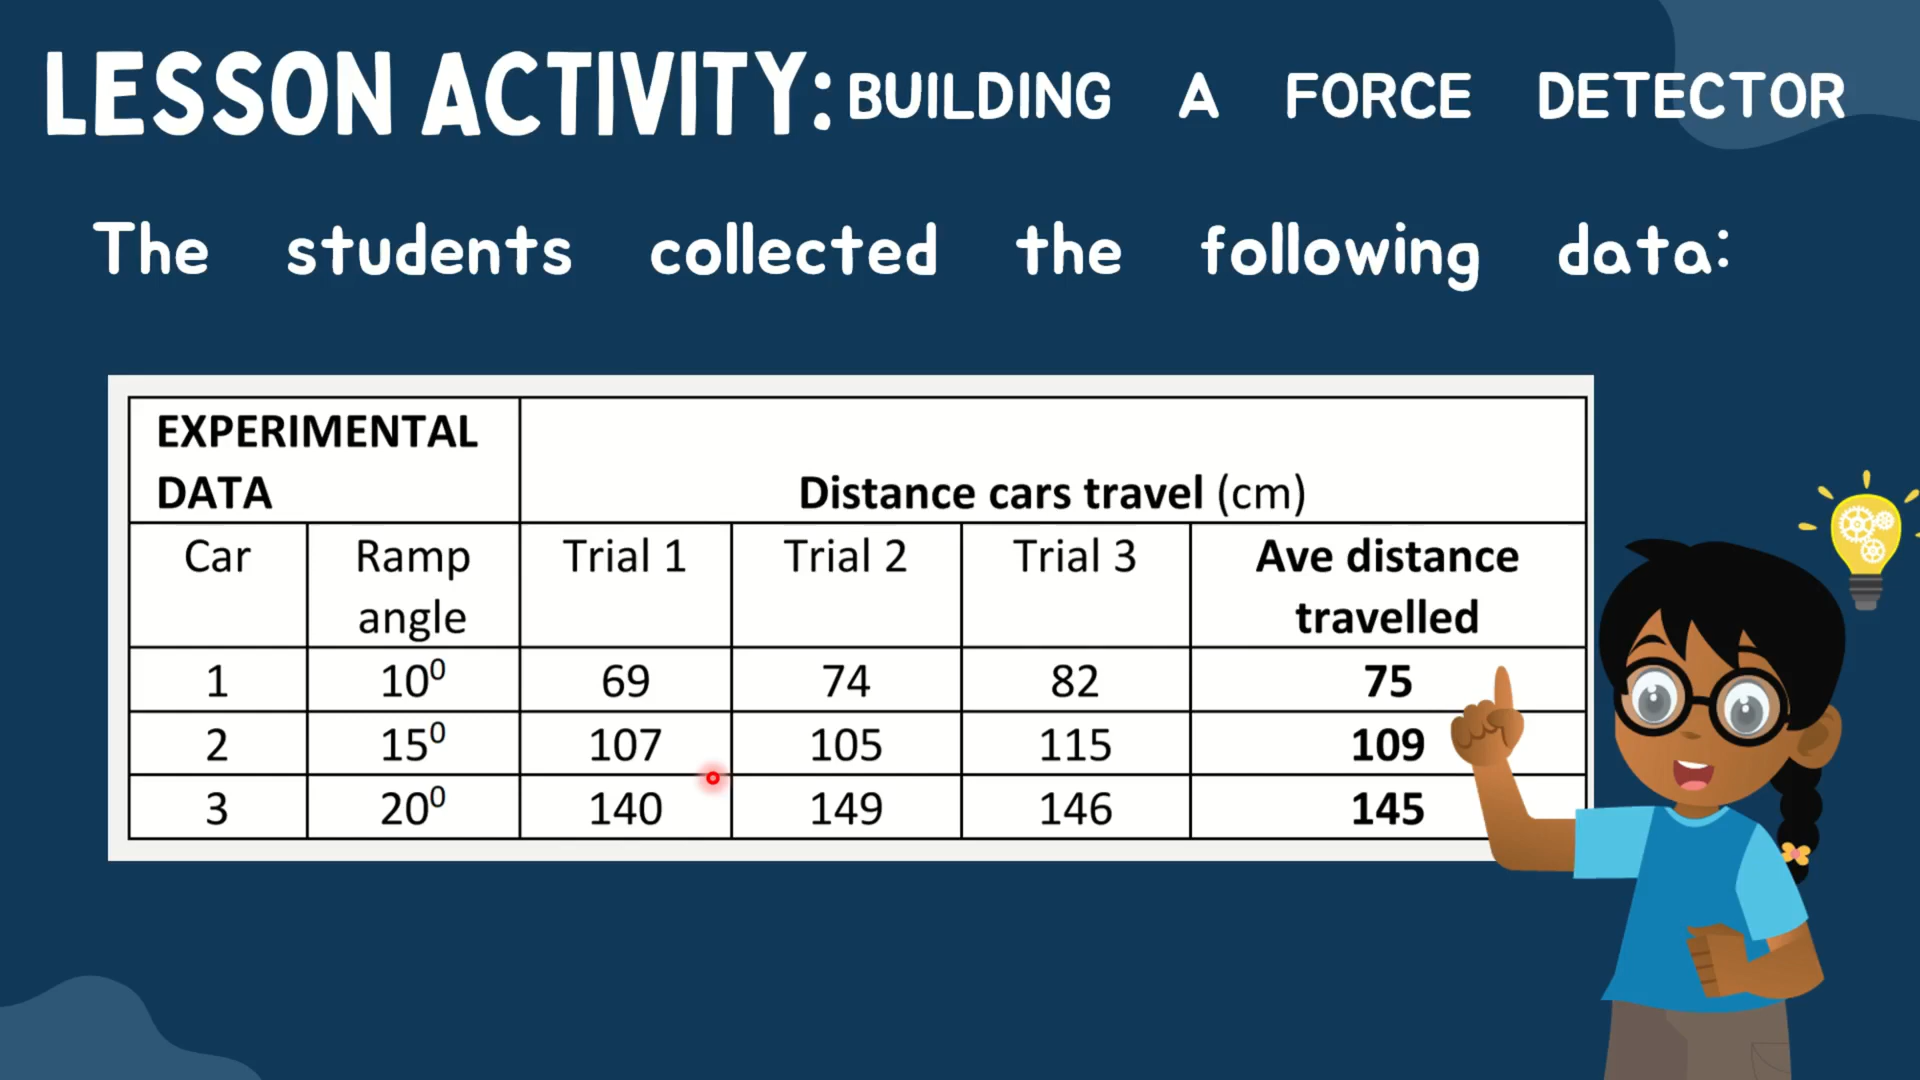 LESSON ACTIVITY: BUILDING A FORCE DETECTOR
The students collected the following data:
EXPERIMENTAL
DATA
Distance cars travel (cm)
Car Ramp angle Trial 1 Trial 2 Trial 3 Ave distance travelled
1 10⁰ 69 74 82 75
2 15⁰ 107 105 115 109
3 20⁰ 140 149 146 145